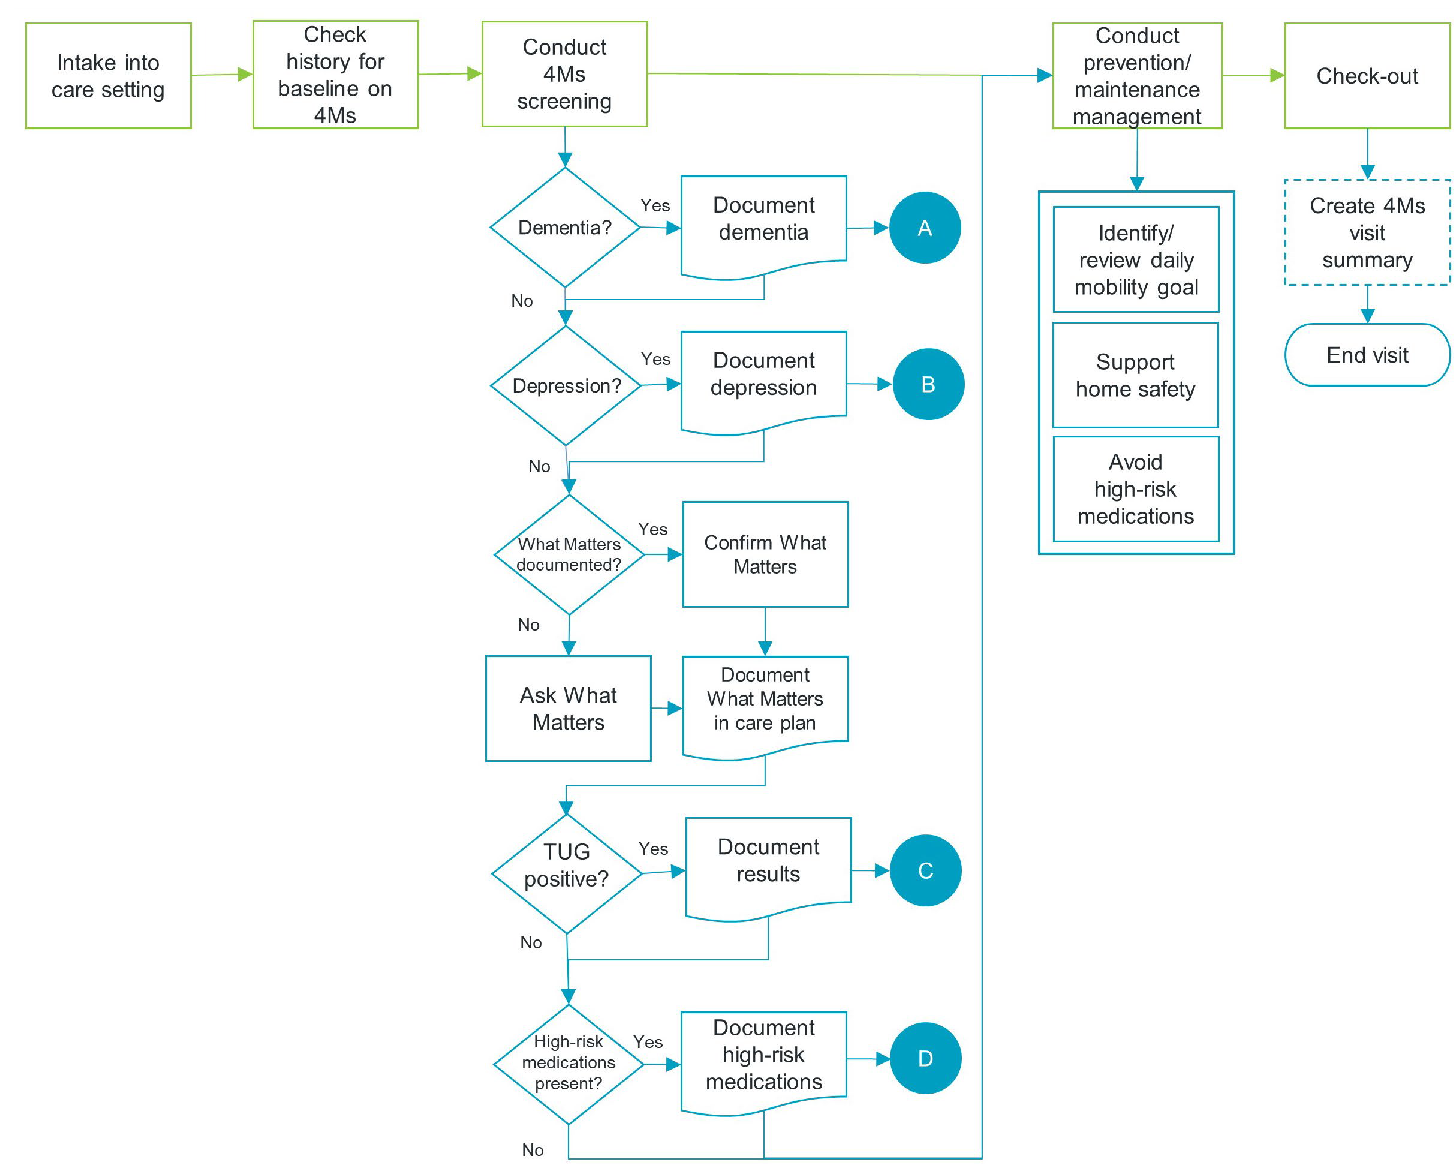 Intake into
care setting
Check
history for
baseline on
4Ms
Conduct
4Ms
screening
Conduct
prevention/
maintenance
management
Check-out
Dementia?
Yes
Document
dementia
A
No
Depression?
Yes
Document
depression
B
No
What Matters
documented?
Yes
Confirm What
Matters
No
Ask What
Matters
Document
What Matters
in care plan
TUG
positive?
Yes
Document
results
C
No
High-risk
medications
present?
Yes
Document
high-risk
medications
D
No
Identify/
review daily
mobility goal
Support
home safety
Avoid
high-risk
medications
Create 4Ms
visit
summary
End visit